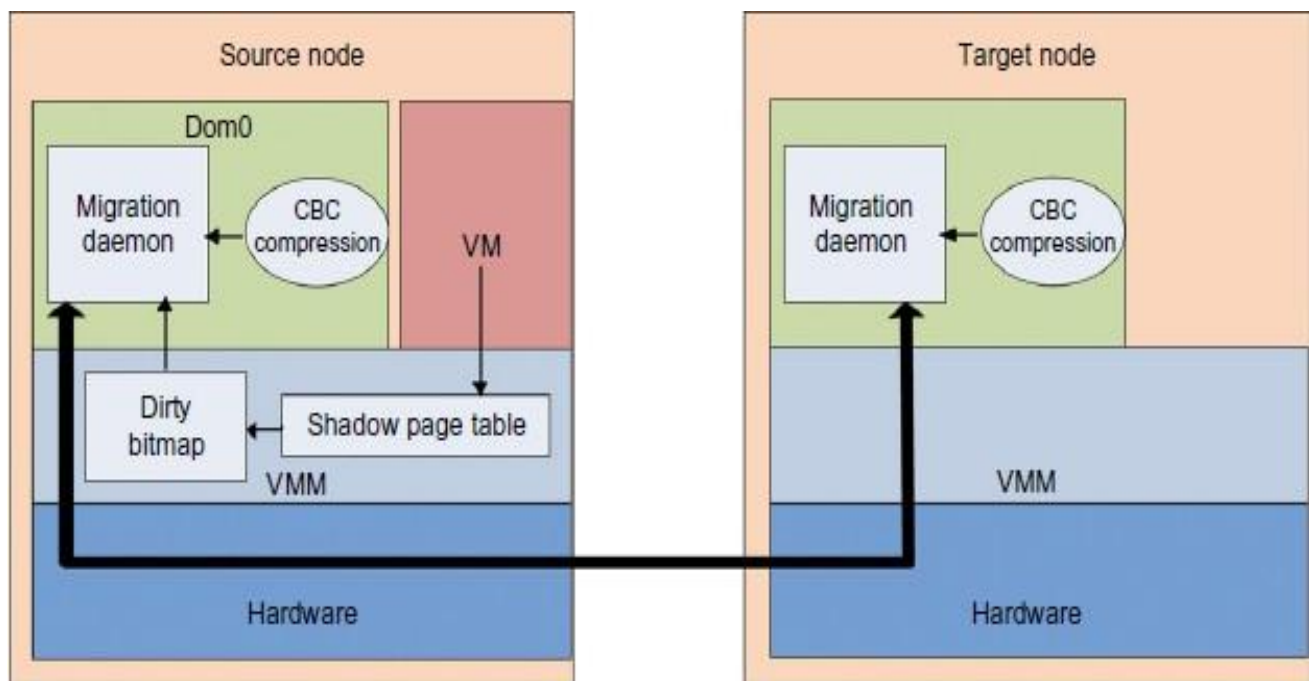 Source node
Dom0
Migration
daemon
CBC
compression
VM
Dirty
bitmap
Shadow page table
VMM
Hardware
Target node
Migration
daemon
CBC
compression
VMM
Hardware